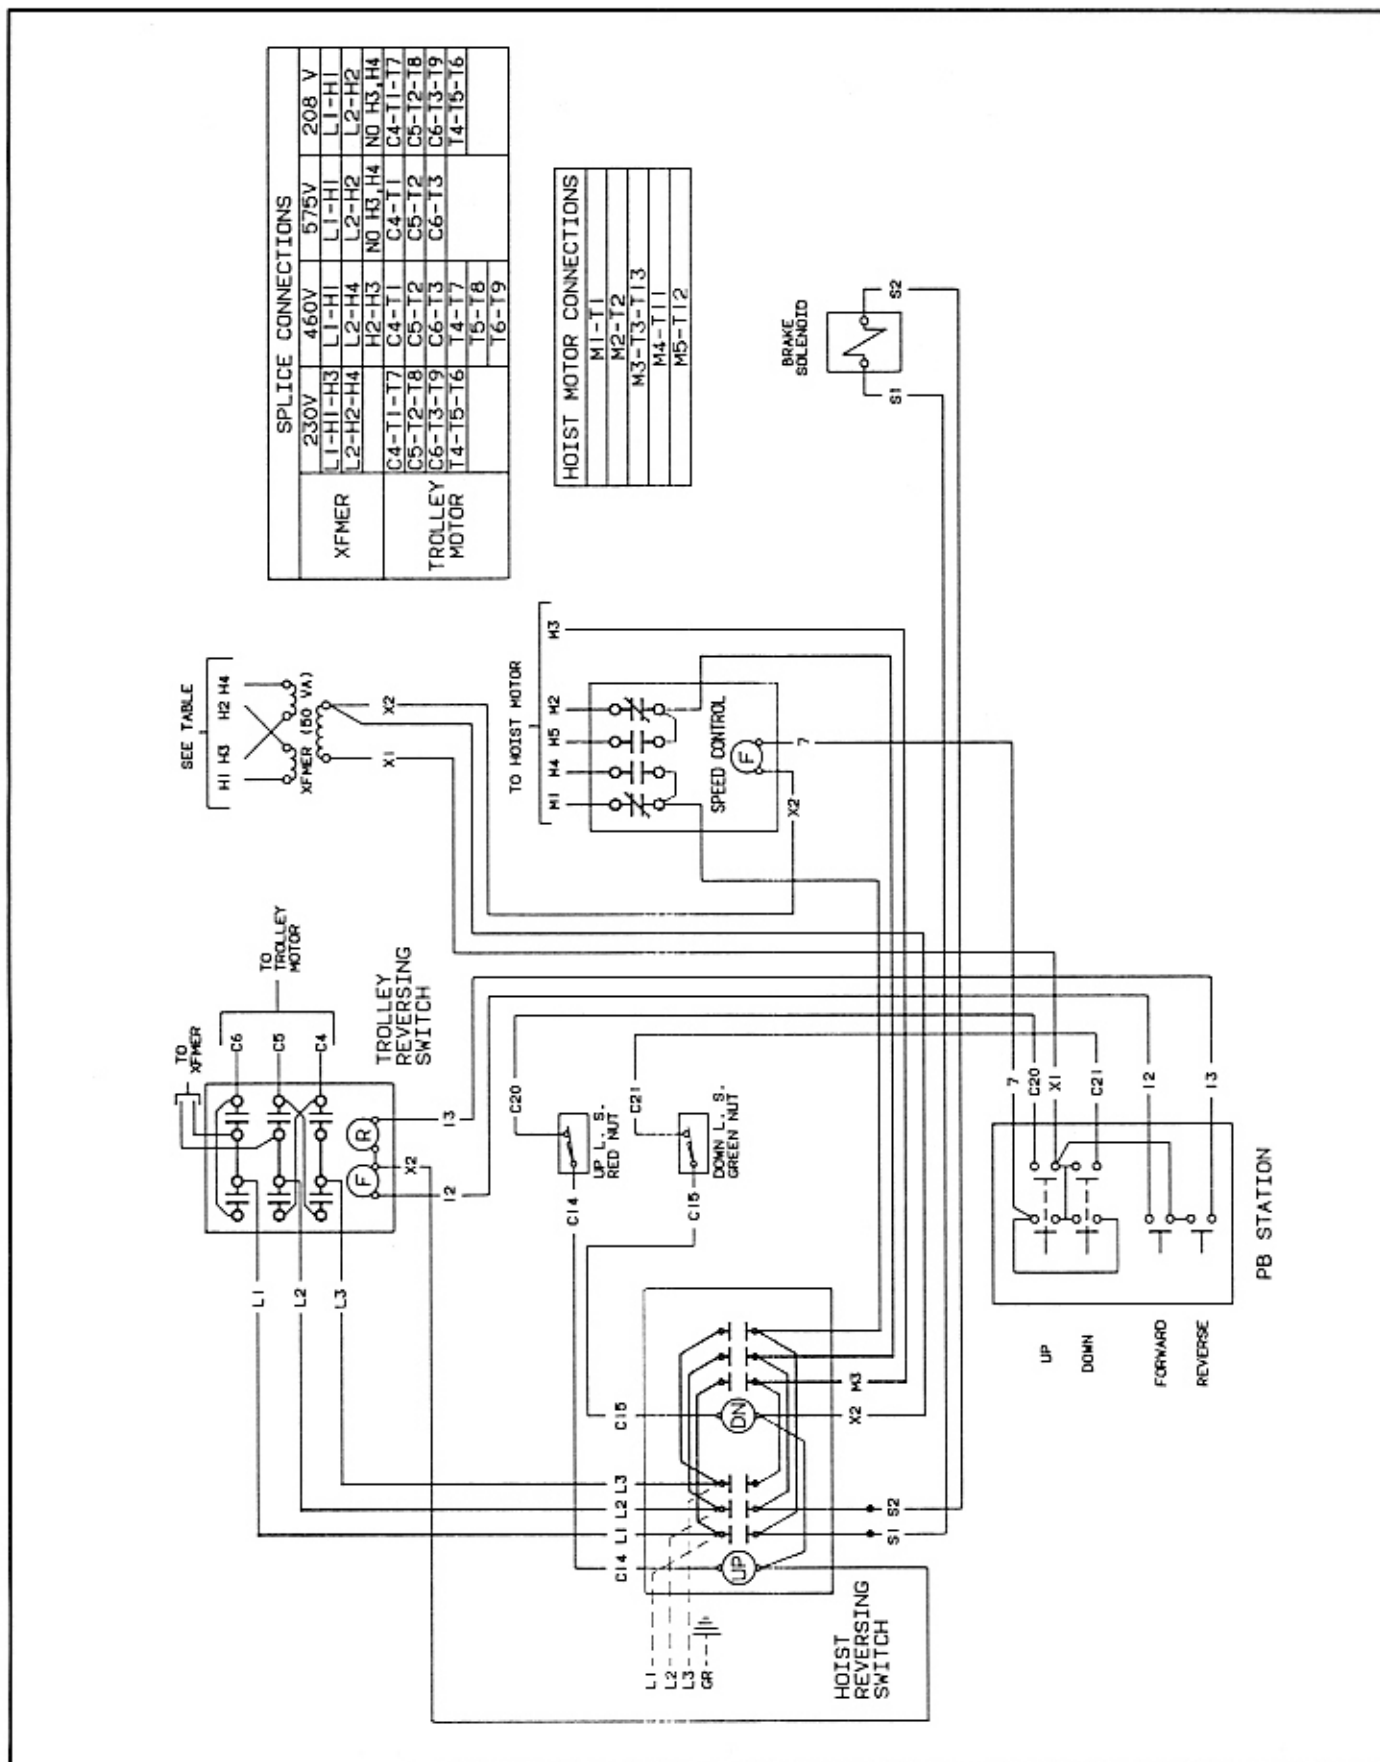 SPLICE CONNECTIONS
230V 460V 575V 208 V
XFMER
L1-H1-H3 L1-H1 L1-H1 L1-H1
L2-H2-H4 L2-H4 L2-H2 L2-H2
H2-H3 NO H3,H4 NO H3,H4
TROLLEY
MOTOR
C4-T1-T7 C4-T1 C4-T1 C4-T1-T7
C5-T2-T8 C5-T2 C5-T2 C5-T2-T8
C6-T3-T9 C6-T3 C6-T3 C6-T3-T9
T4-T5-T6 T4-T7 T4-T5-T6
T5-T8
T6-T9
HOIST MOTOR CONNECTIONS
M1-T1
M2-T2
M3-T3-T13
M4-T11
M5-T12
SEE TABLE
H1 H3 H2 H4
XFMER (50 VA)
X1
X2
TO
XFMER
TO
TROLLEY
MOTOR
C6
C5
C4
TROLLEY
REVERSING
SWITCH
F
R
X2
12
13
L1
L2
L3
TO HOIST MOTOR
M1 M4 M5 M2 M3
SPEED CONTROL
F
X2
7
BRAKE
SOLENOID
S1
S2
C20
UP L. S.
RED NUT
C14
C21
DOWN L. S.
GREEN NUT
C15
C14
L1
L2
L3
C15
UP
DN
S1
S2
X2
M3
L1
L2
L3
GR
HOIST
REVERSING
SWITCH
7
C20
X1
C21
12
13
UP
DOWN
FORWARD
REVERSE
PB STATION